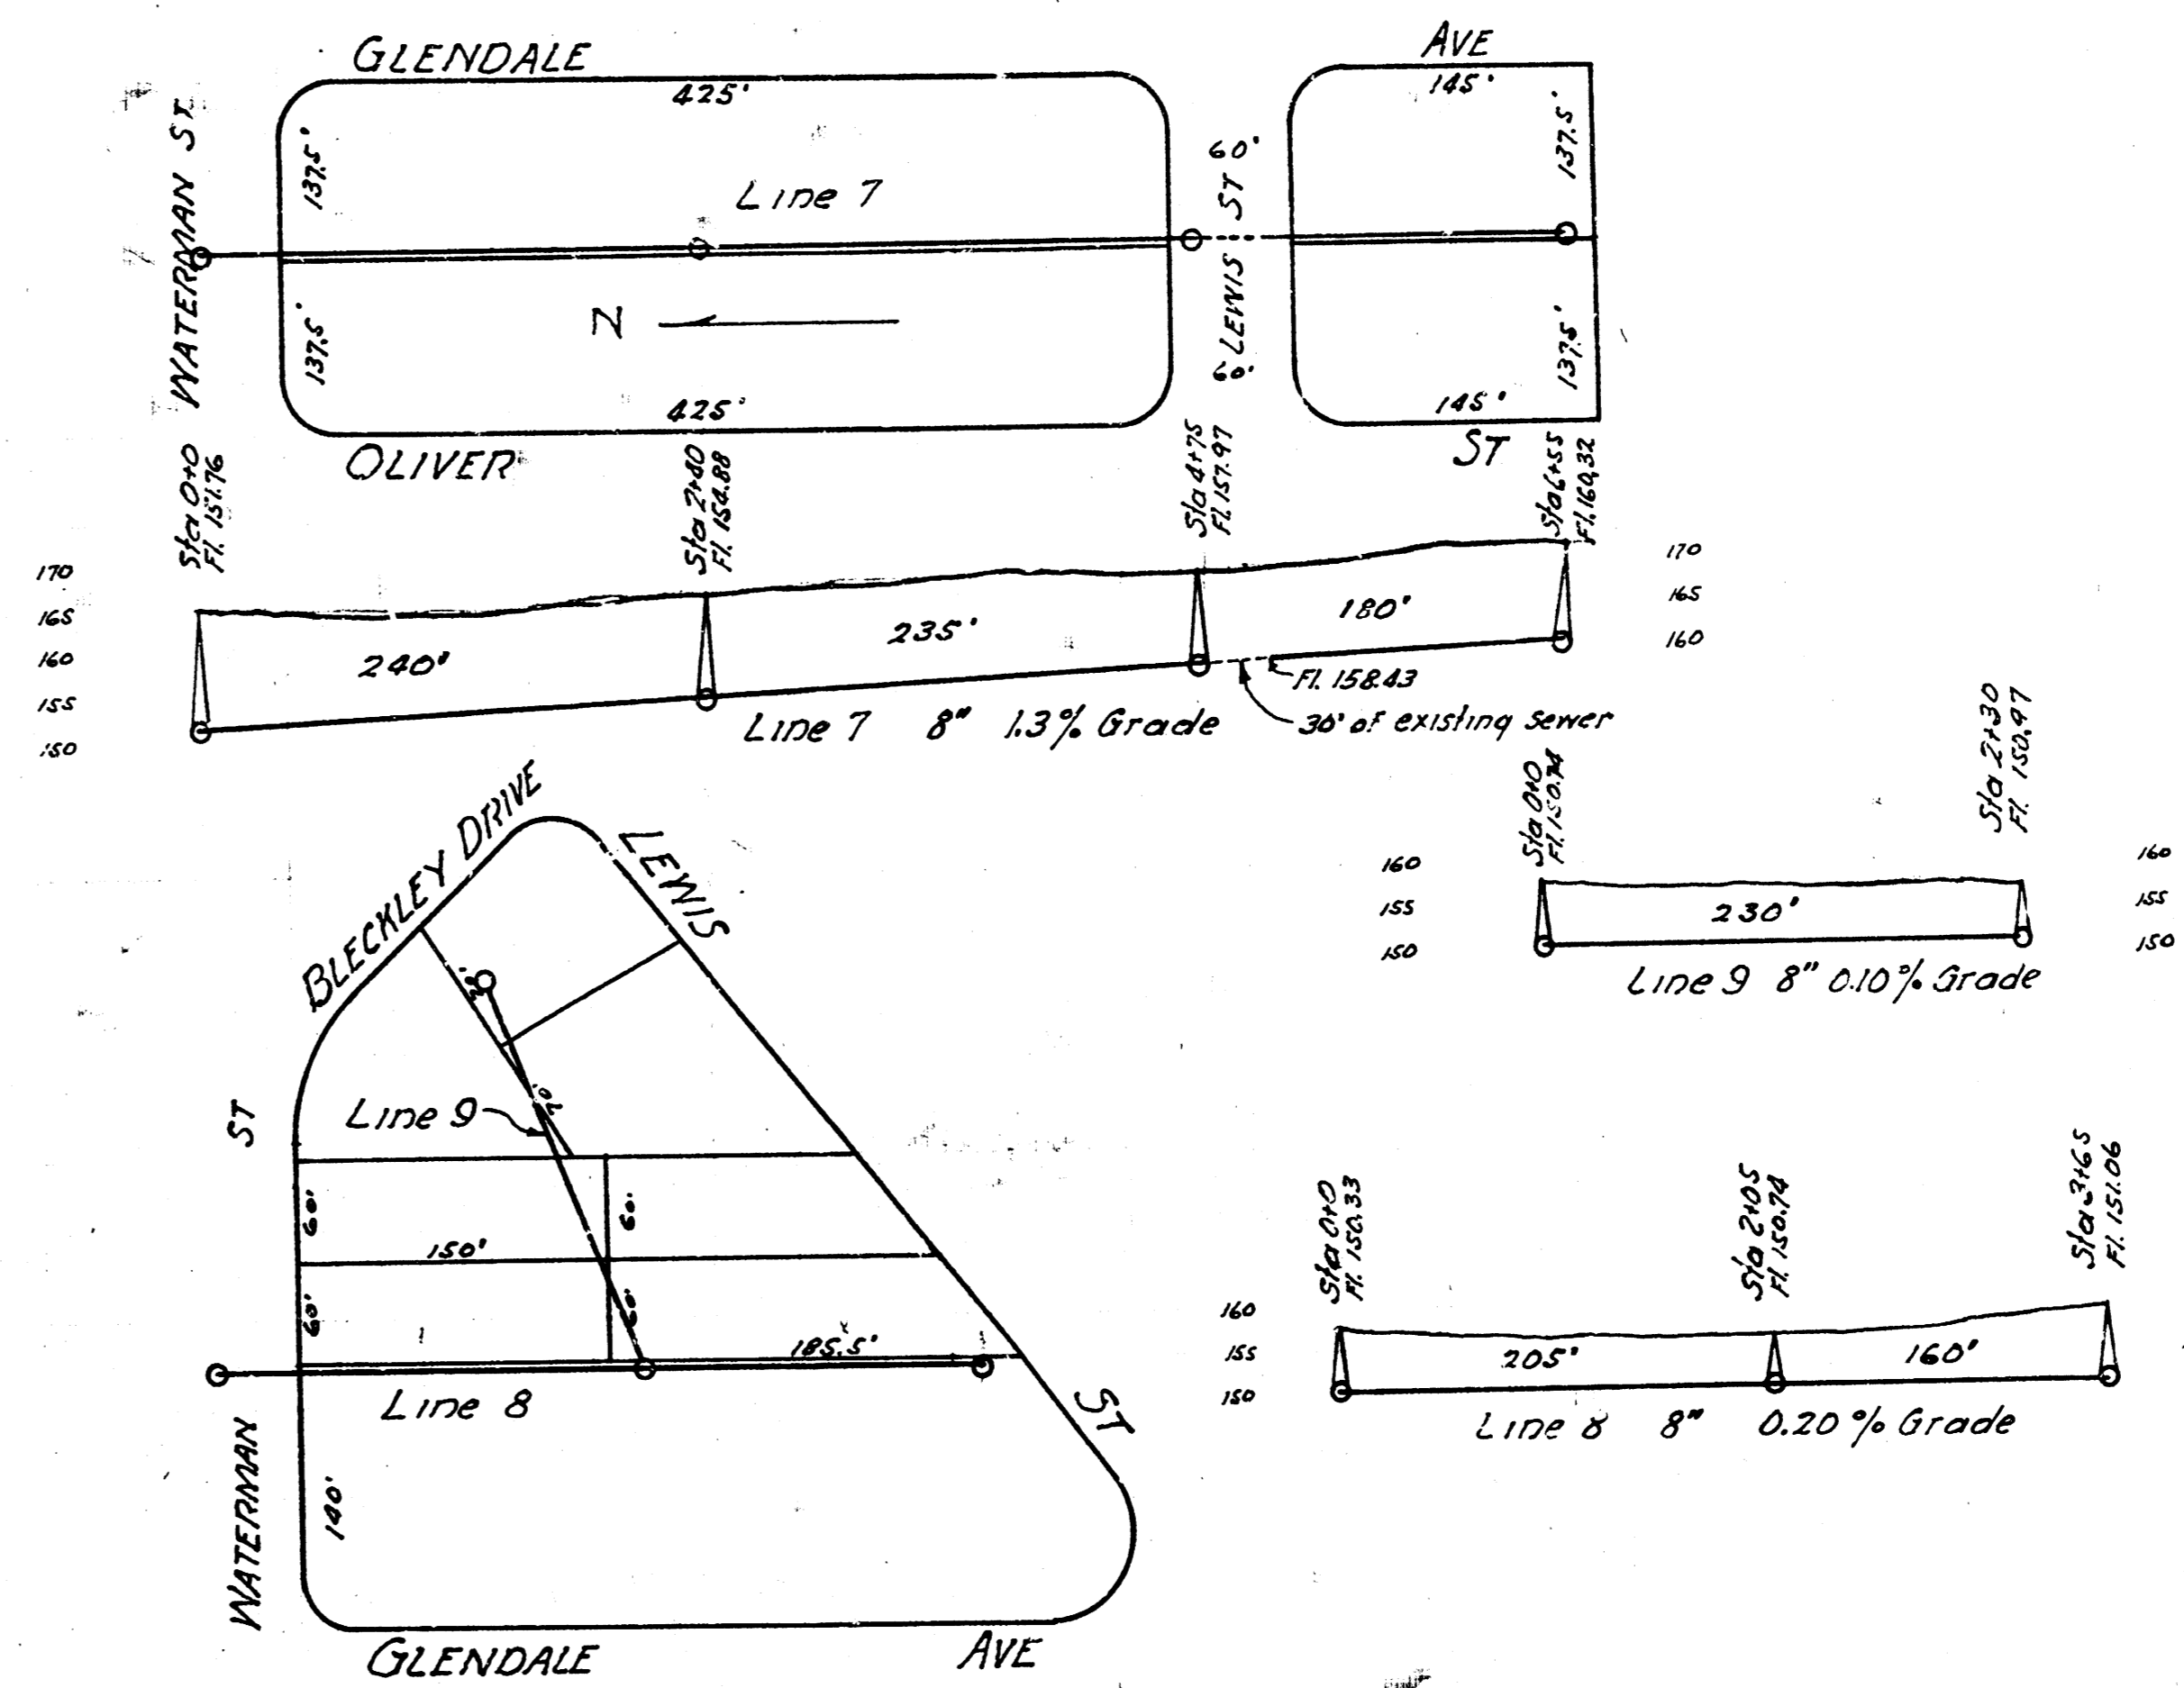 GLENDALE AVE
425' 145'
WATERMAN ST
137.5' 137.5'
Line 7
60'
LEWIS ST
60'
N
137.5' 137.5'
425' 145'
OLIVER ST
Sta 0+0
Fl. 151.76
Sta 2+40
Fl. 154.88
Sta 4+75
Fl. 157.97
Sta 6+55
Fl. 160.32
170 170
165 165
160 160
155
150
240' 235' 180'
Fl. 158.43
30' of existing sewer
Line 7 8" 1.3% Grade
Sta 0+0
Fl. 150.74
Sta 2+30
Fl. 150.97
160 160
155 155
150 150
230'
Line 9 8" 0.10% Grade
BLECKLEY DRIVE
LEWIS
ST
Line 9
60' 60'
150'
60' 60'
185.5'
Line 8
WATERMAN
140'
ST
GLENDALE AVE
Sta 0+0
Fl. 150.33
Sta 2+05
Fl. 150.74
Sta 3+65
Fl. 151.06
160
155
150
205' 160'
Line 8 8" 0.20% Grade